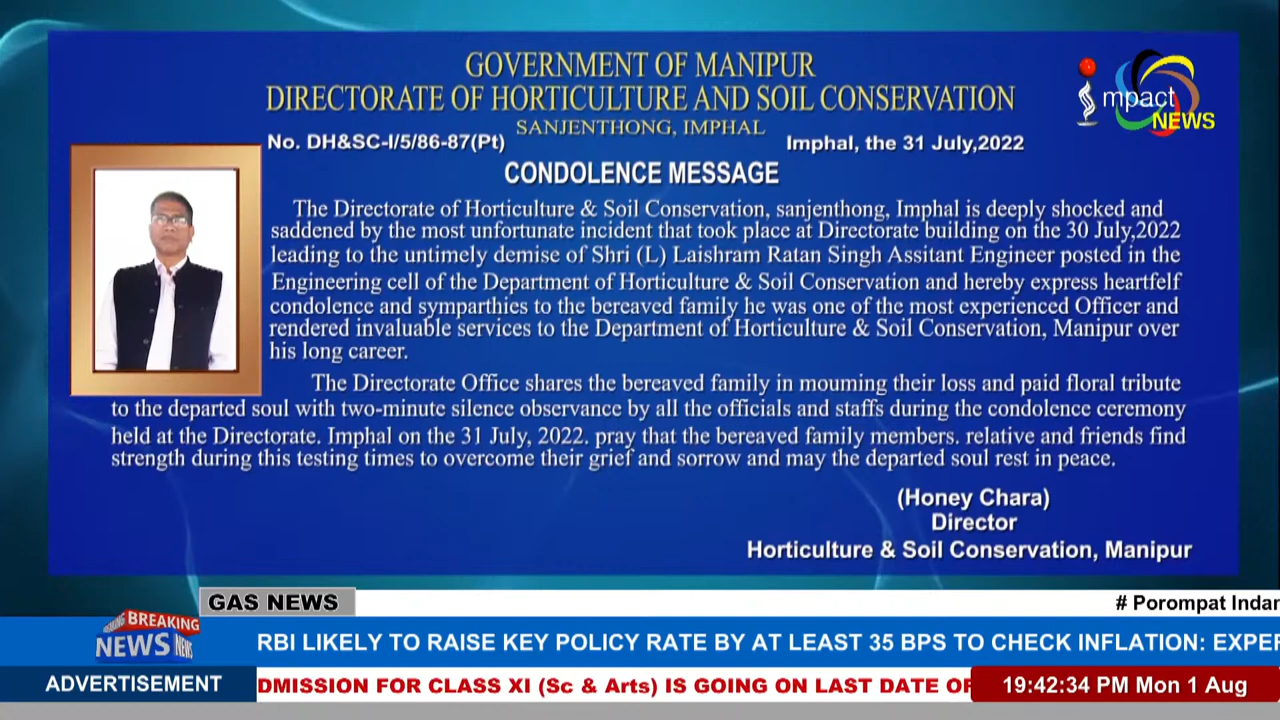 GOVERNMENT OF MANIPUR
DIRECTORATE OF HORTICULTURE AND SOIL CONSERVATION
SANJENTHONG, IMPHAL
No. DH&SC-I/5/86-87(Pt)
Imphal, the 31 July,2022
mpact
NEWS
CONDOLENCE MESSAGE
The Directorate of Horticulture & Soil Conservation, sanjenthong, Imphal is deeply shocked and
saddened by the most unfortunate incident that took place at Directorate building on the 30 July,2022
leading to the untimely demise of Shri (L) Laishram Ratan Singh Assitant Engineer posted in the
Engineering cell of the Department of Horticulture & Soil Conservation and hereby express heartfelf
condolence and symparthies to the bereaved family he was one of the most experienced Officer and
rendered invaluable services to the Department of Horticulture & Soil Conservation, Manipur over
his long career.
The Directorate Office shares the bereaved family in mouming their loss and paid floral tribute
to the departed soul with two-minute silence observance by all the officials and staffs during the condolence ceremony
held at the Directorate. Imphal on the 31 July, 2022. pray that the bereaved family members. relative and friends find
strength during this testing times to overcome their grief and sorrow and may the departed soul rest in peace.
(Honey Chara)
Director
Horticulture & Soil Conservation, Manipur
GAS NEWS
# Porompat Indar
BREAKING
NEWS NEWS
RBI LIKELY TO RAISE KEY POLICY RATE BY AT LEAST 35 BPS TO CHECK INFLATION: EXPE
ADVERTISEMENT
DMISSION FOR CLASS XI (Sc & Arts) IS GOING ON LAST DATE OF
19:42:34 PM Mon 1 Aug